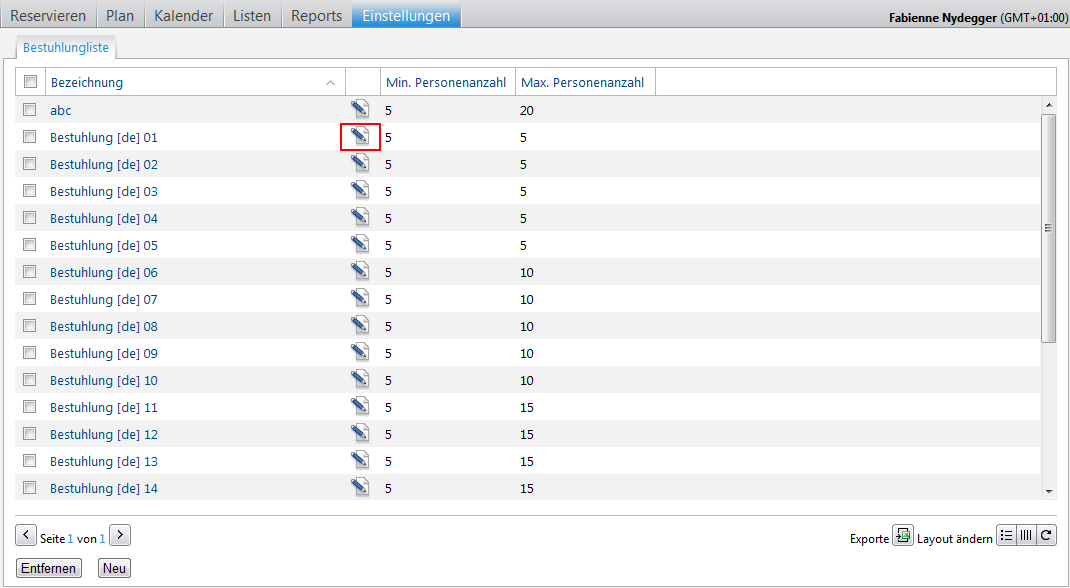 Reservieren Plan Kalender Listen Reports Einstellungen Fabienne Nydegger (GMT+01:00)
Bestuhlungliste
Bezeichnung Min. Personenanzahl Max. Personenanzahl
abc 5 20
Bestuhlung [de] 01 5 5
Bestuhlung [de] 02 5 5
Bestuhlung [de] 03 5 5
Bestuhlung [de] 04 5 5
Bestuhlung [de] 05 5 5
Bestuhlung [de] 06 5 10
Bestuhlung [de] 07 5 10
Bestuhlung [de] 08 5 10
Bestuhlung [de] 09 5 10
Bestuhlung [de] 10 5 10
Bestuhlung [de] 11 5 15
Bestuhlung [de] 12 5 15
Bestuhlung [de] 13 5 15
Bestuhlung [de] 14 5 15
Seite 1 von 1 Exporte Layout ändern
Entfernen Neu